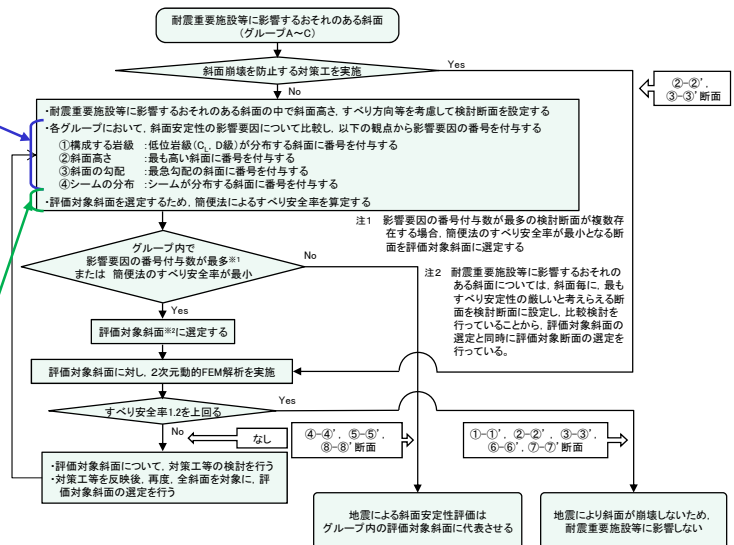 耐震重要施設等に影響するおそれのある斜面
(グループA～C)
斜面崩壊を防止する対策工を実施
Yes
②-②’,
③-③’断面
No
・耐震重要施設等に影響するおそれのある斜面の中で斜面高さ，すべり方向等を考慮して検討断面を設定する
・各グループにおいて，斜面安定性の影響要因について比較し，以下の観点から影響要因の番号を付与する
①構成する岩級 ：低位岩級(CL，D級)が分布する斜面に番号を付与する
②斜面高さ ：最も高い斜面に番号を付与する
③斜面の勾配 ：最急勾配の斜面に番号を付与する
④シームの分布 ：シームが分布する斜面に番号を付与する
・評価対象斜面を選定するため，簡便法によるすべり安全率を算定する
注1 影響要因の番号付与数が最多の検討断面が複数存
在する場合，簡便法のすべり安全率が最小となる断
面を評価対象斜面に選定する
グループ内で
影響要因の番号付与数が最多※1
または 簡便法のすべり安全率が最小
No
注2 耐震重要施設等に影響するおそれの
ある斜面については，斜面毎に，最も
すべり安定性の厳しいと考えらえる断
面を検討断面に設定し，比較検討を
行っていることから，評価対象斜面の
選定と同時に評価対象断面の選定を
行っている。
Yes
評価対象斜面※2に選定する
評価対象斜面に対し，2次元動的FEM解析を実施
すべり安全率1.2を上回る
Yes
No
なし
④-④’，⑤-⑤’，
⑧-⑧’断面
①-①’，②-②’，③-③’，
⑥-⑥’，⑦-⑦’断面
・評価対象斜面について，対策工等の検討を行う
・対策工等を反映後，再度，全斜面を対象に，評
価対象斜面の選定を行う
地震による斜面安定性評価は
グループ内の評価対象斜面に代表させる
地震により斜面が崩壊しないため，
耐震重要施設等に影響しない